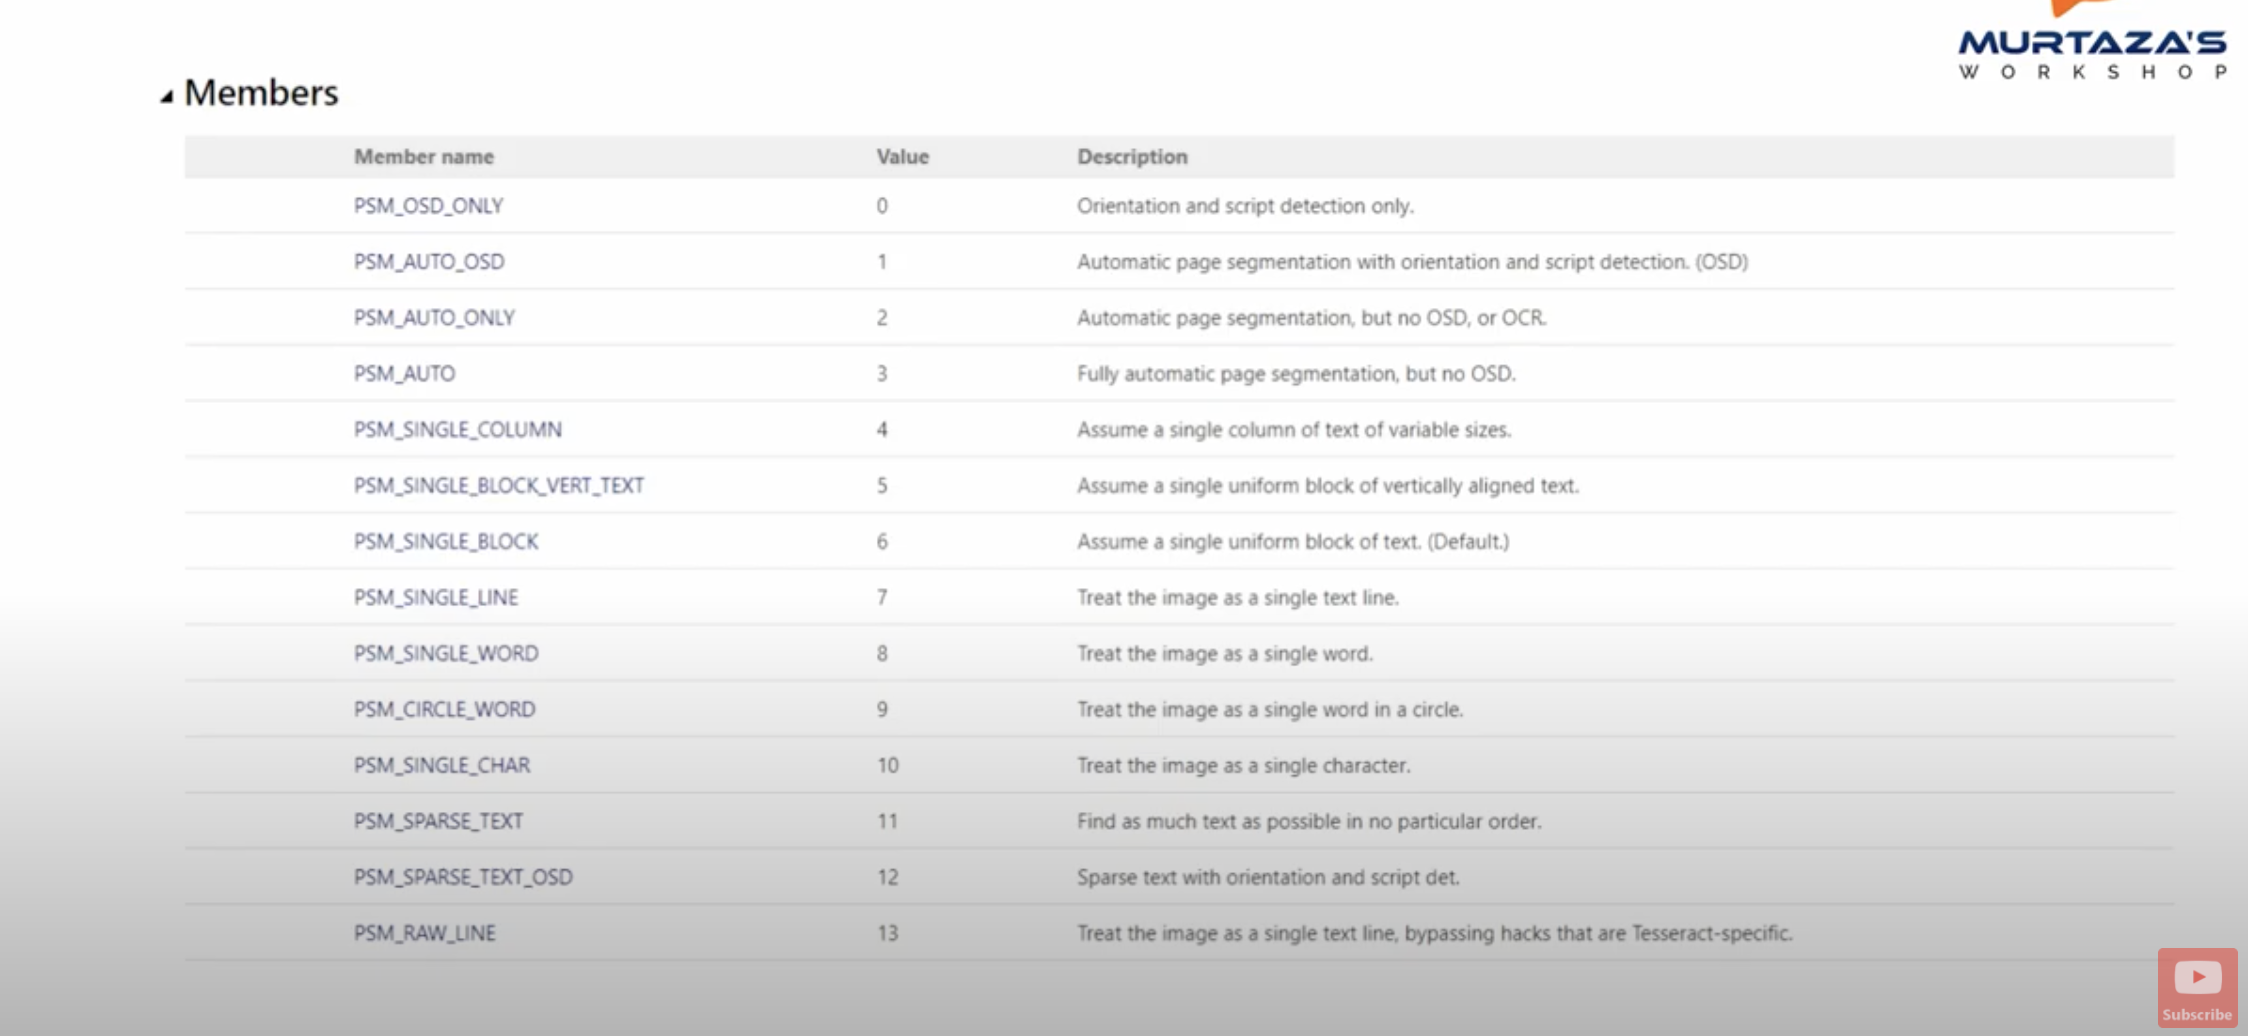 MURTAZA'S
WORKSHOP
Members
Member name Value Description
PSM_OSD_ONLY 0 Orientation and script detection only.
PSM_AUTO_OSD 1 Automatic page segmentation with orientation and script detection. (OSD)
PSM_AUTO_ONLY 2 Automatic page segmentation, but no OSD, or OCR.
PSM_AUTO 3 Fully automatic page segmentation, but no OSD.
PSM_SINGLE_COLUMN 4 Assume a single column of text of variable sizes.
PSM_SINGLE_BLOCK_VERT_TEXT 5 Assume a single uniform block of vertically aligned text.
PSM_SINGLE_BLOCK 6 Assume a single uniform block of text. (Default.)
PSM_SINGLE_LINE 7 Treat the image as a single text line.
PSM_SINGLE_WORD 8 Treat the image as a single word.
PSM_CIRCLE_WORD 9 Treat the image as a single word in a circle.
PSM_SINGLE_CHAR 10 Treat the image as a single character.
PSM_SPARSE_TEXT 11 Find as much text as possible in no particular order.
PSM_SPARSE_TEXT_OSD 12 Sparse text with orientation and script det.
PSM_RAW_LINE 13 Treat the image as a single text line, bypassing hacks that are Tesseract-specific.
Subscribe